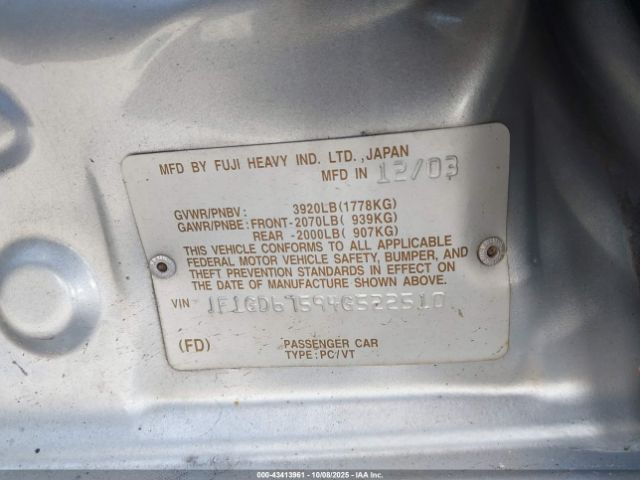 MFD BY FUJI HEAVY IND. LTD.,JAPAN
MFD IN 12/03
GVWR/PNBV: 3920LB(1778KG)
GAWR/PNBE: FRONT-2070LB( 939KG)
REAR -2000LB( 907KG)
THIS VEHICLE CONFORMS TO ALL APPLICABLE
FEDERAL MOTOR VEHICLE SAFETY, BUMPER, AND
THEFT PREVENTION STANDARDS IN EFFECT ON
THE DATE OF MANUFACTURE SHOWN ABOVE.
VIN JF1GD67594G522510
(FD) PASSENGER CAR
TYPE:PC/VT
000-43413961 - 10/08/2025 - IAAI.COM